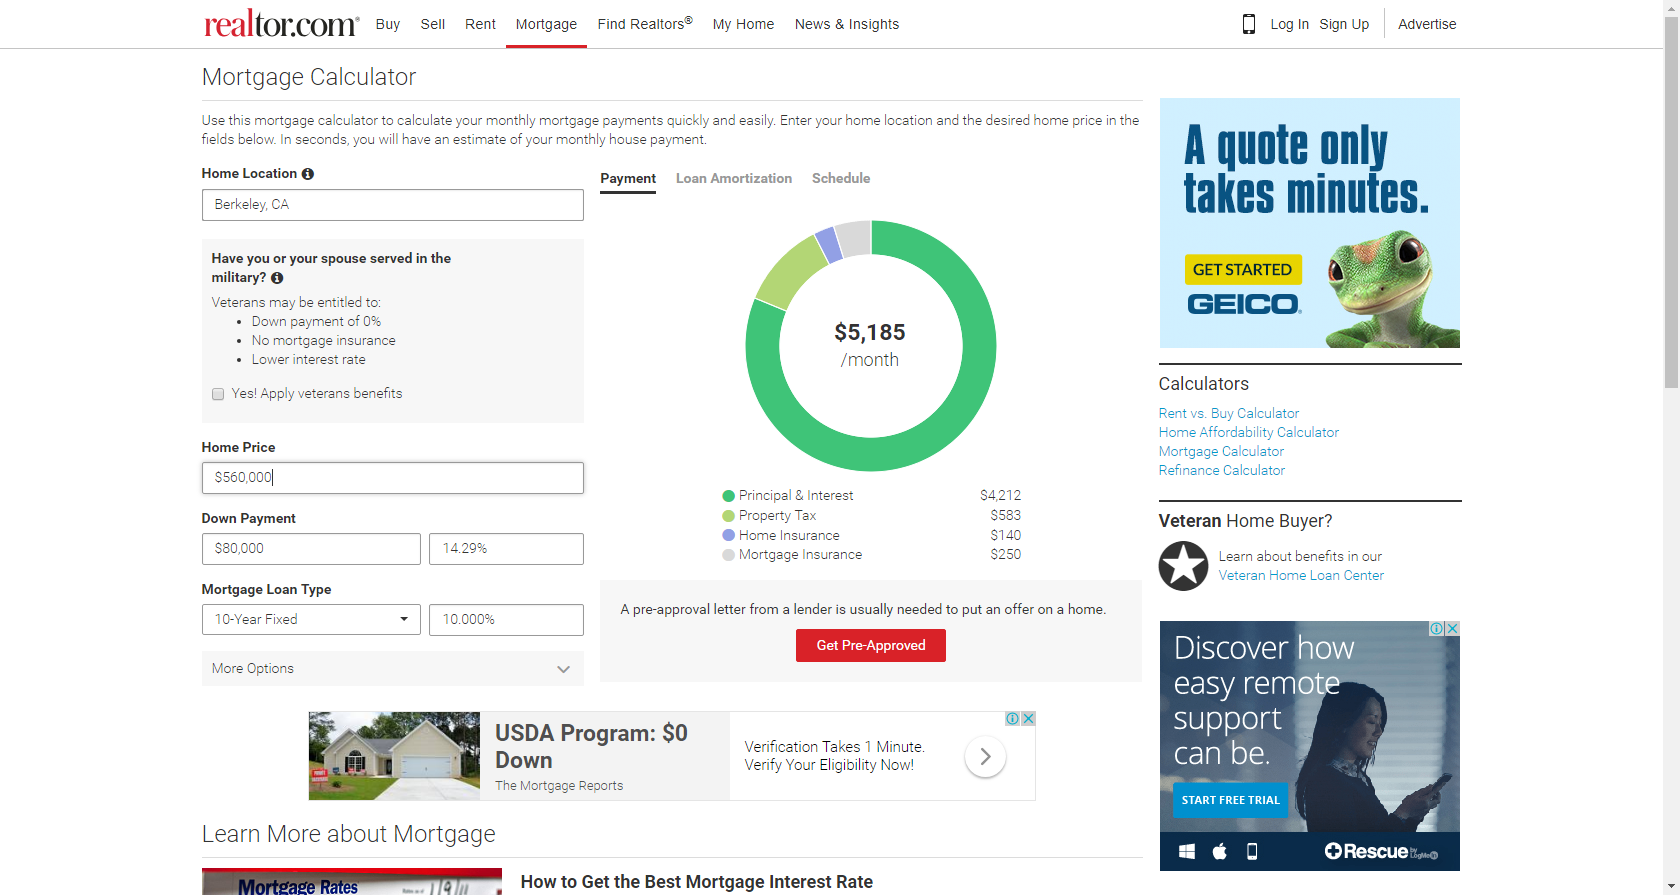 realtor.com®
Buy
Sell
Rent
Mortgage
Find Realtors®
My Home
News & Insights
Log In
Sign Up
Advertise
Mortgage Calculator
Use this mortgage calculator to calculate your monthly mortgage payments quickly and easily. Enter your home location and the desired home price in the
fields below. In seconds, you will have an estimate of your monthly house payment.
Home Location
Berkeley, CA
Have you or your spouse served in the
military?
Veterans may be entitled to:
• Down payment of 0%
• No mortgage insurance
• Lower interest rate
Yes! Apply veterans benefits
Home Price
$560,000
Down Payment
$80,000
14.29%
Mortgage Loan Type
10-Year Fixed
10.000%
More Options
Payment
Loan Amortization
Schedule
$5,185
/month
Principal & Interest $4,212
Property Tax $583
Home Insurance $140
Mortgage Insurance $250
A pre-approval letter from a lender is usually needed to put an offer on a home.
Get Pre-Approved
A quote only
takes minutes.
GET STARTED
GEICO
Calculators
Rent vs. Buy Calculator
Home Affordability Calculator
Mortgage Calculator
Refinance Calculator
Veteran Home Buyer?
Learn about benefits in our
Veteran Home Loan Center
Discover how
easy remote
support
can be.
START FREE TRIAL
Rescue by LogMeIn
USDA Program: $0
Down
The Mortgage Reports
Verification Takes 1 Minute.
Verify Your Eligibility Now!
Learn More about Mortgage
Mortgage Rates
How to Get the Best Mortgage Interest Rate